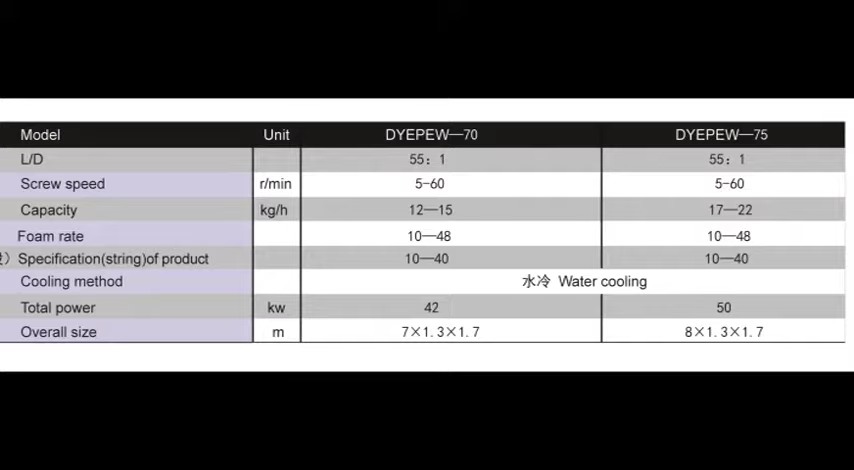 Model Unit DYEPEW—70 DYEPEW—75
L/D 55：1 55：1
Screw speed r/min 5-60 5-60
Capacity kg/h 12—15 17—22
Foam rate 10—48 10—48
）Specification(string)of product 10—40 10—40
Cooling method 水冷 Water cooling
Total power kw 42 50
Overall size m 7×1.3×1.7 8×1.3×1.7